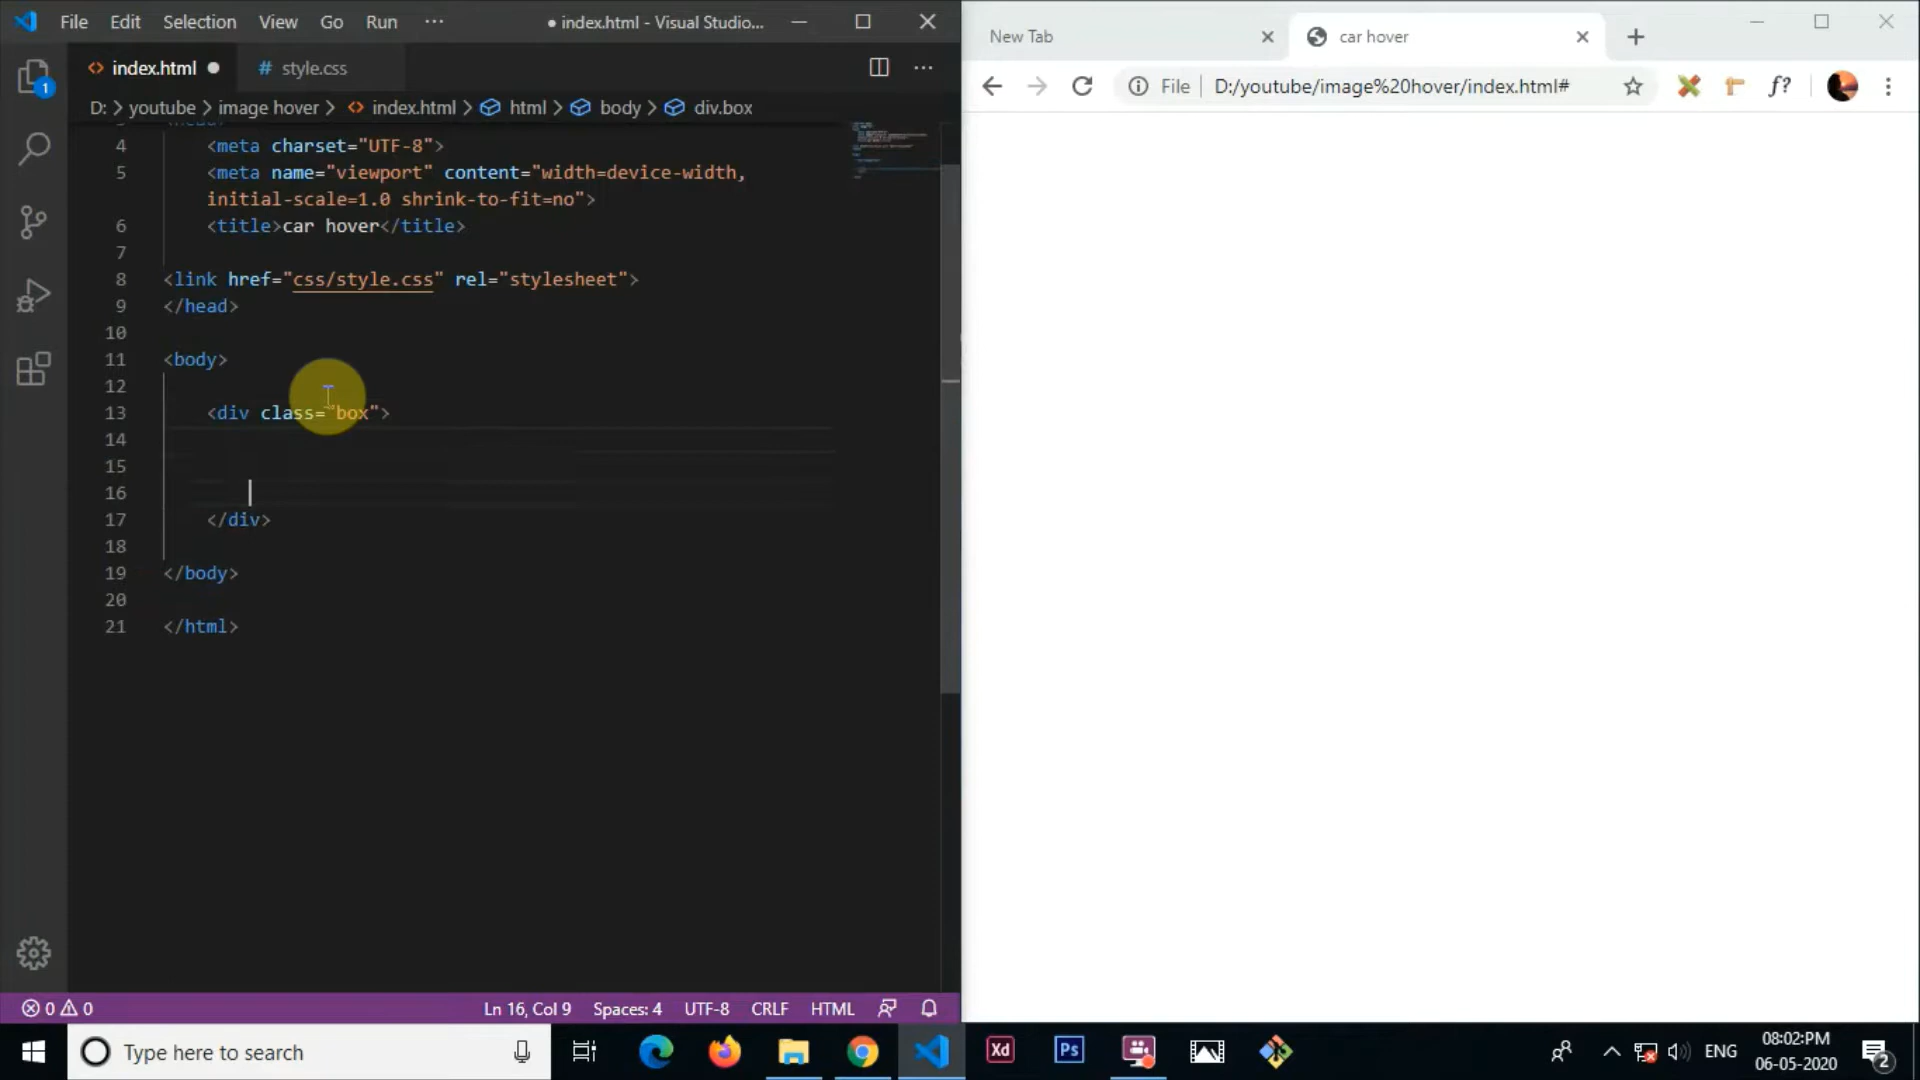 File Edit Selection View Go Run ··· ● index.html - Visual Studio...
index.html ● # style.css ···
D: > youtube > image hover > index.html > html > body > div.box
4 <meta charset="UTF-8">
5 <meta name="viewport" content="width=device-width,
initial-scale=1.0 shrink-to-fit=no">
6 <title>car hover</title>
7
8 <link href="css/style.css" rel="stylesheet">
9 </head>
10
11 <body>
12
13 <div class="box">
14
15
16
17 </div>
18
19 </body>
20
21 </html>
0 0 Ln 16, Col 9 Spaces: 4 UTF-8 CRLF HTML
New Tab car hover
File D:/youtube/image%20hover/index.html# f?
1
Type here to search Xd Ps ENG 08:02:PM
06-05-2020 2